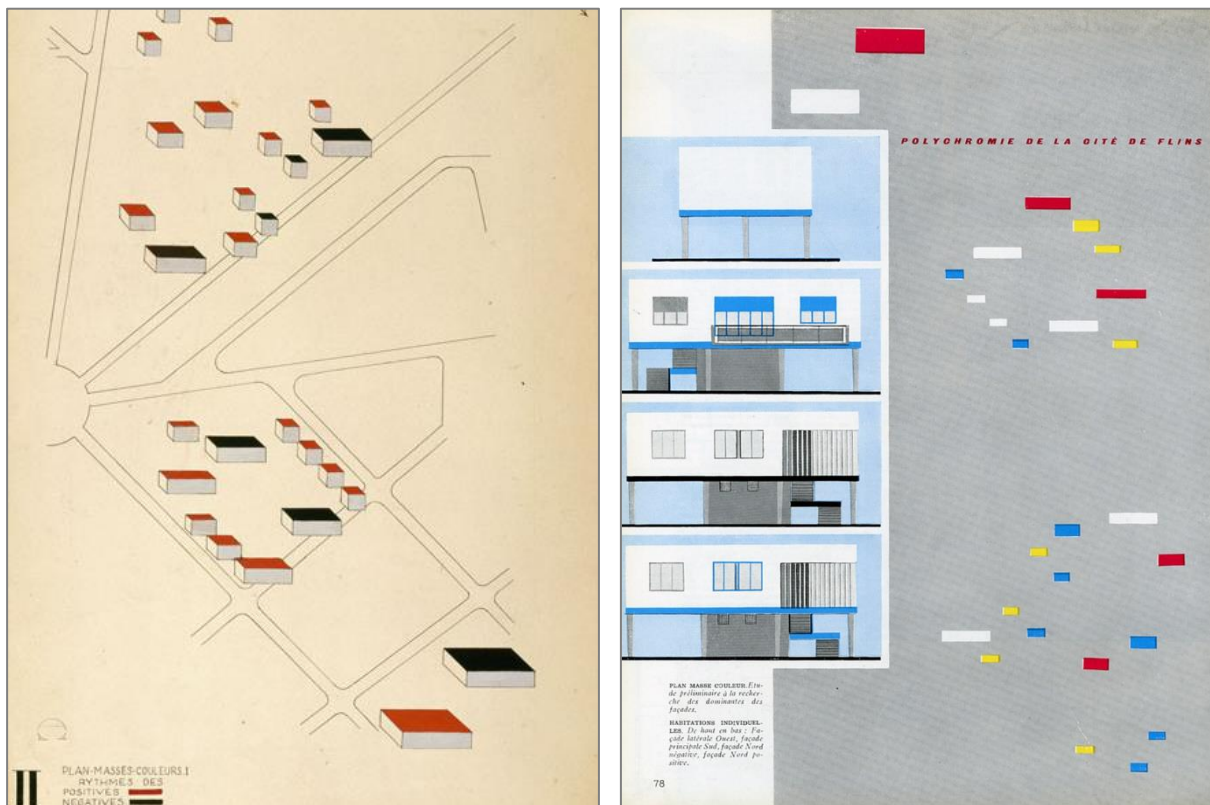 II
PLAN-MASSES-COULEURS.I
RYTHMES DES
POSITIVES
NEGATIVES
POLYCHROMIE DE LA CITÉ DE FLINS
PLAN MASSE COULEUR. Etu-
de préliminaire à la recher-
che des dominantes des
façades.
HABITATIONS INDIVIDUEL-
LES. De haut en bas : Fa-
çade latérale Ouest, façade
principale Sud, façade Nord
négative, façade Nord po-
sitive.
78